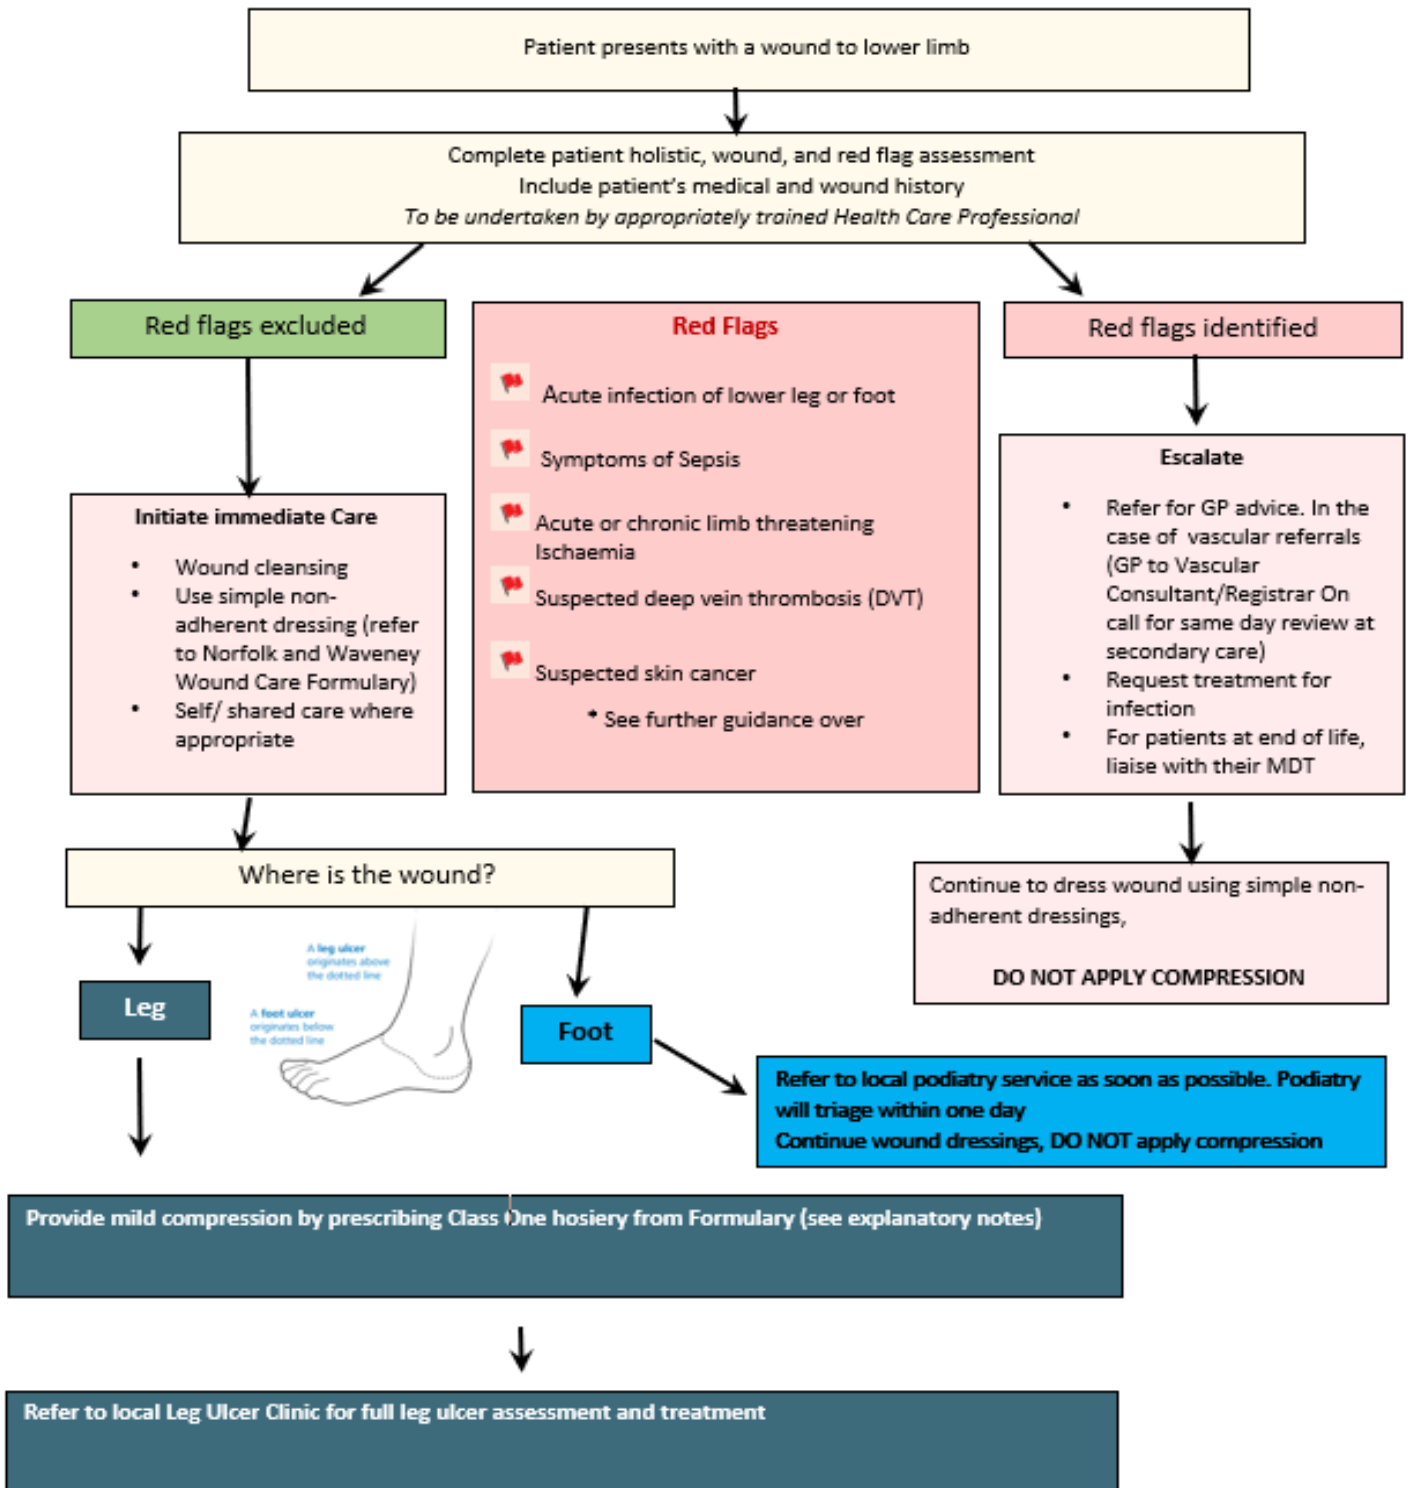 Patient presents with a wound to lower limb
Complete patient holistic, wound, and red flag assessment
Include patient's medical and wound history
To be undertaken by appropriately trained Health Care Professional
Red flags excluded
Red Flags
Acute infection of lower leg or foot
Symptoms of Sepsis
Acute or chronic limb threatening
Ischaemia
Suspected deep vein thrombosis (DVT)
Suspected skin cancer
* See further guidance over
Red flags identified
Initiate immediate Care
• Wound cleansing
• Use simple non-
adherent dressing (refer
to Norfolk and Waveney
Wound Care Formulary)
• Self/ shared care where
appropriate
Escalate
• Refer for GP advice. In the
case of vascular referrals
(GP to Vascular
Consultant/Registrar On
call for same day review at
secondary care)
• Request treatment for
infection
• For patients at end of life,
liaise with their MDT
Where is the wound?
Continue to dress wound using simple non-
adherent dressings,
DO NOT APPLY COMPRESSION
Leg
A leg ulcer
originates above
the dotted line
A foot ulcer
originates below
the dotted line
Foot
Refer to local podiatry service as soon as possible. Podiatry
will triage within one day
Continue wound dressings, DO NOT apply compression
Provide mild compression by prescribing Class One hosiery from Formulary (see explanatory notes)
Refer to local Leg Ulcer Clinic for full leg ulcer assessment and treatment